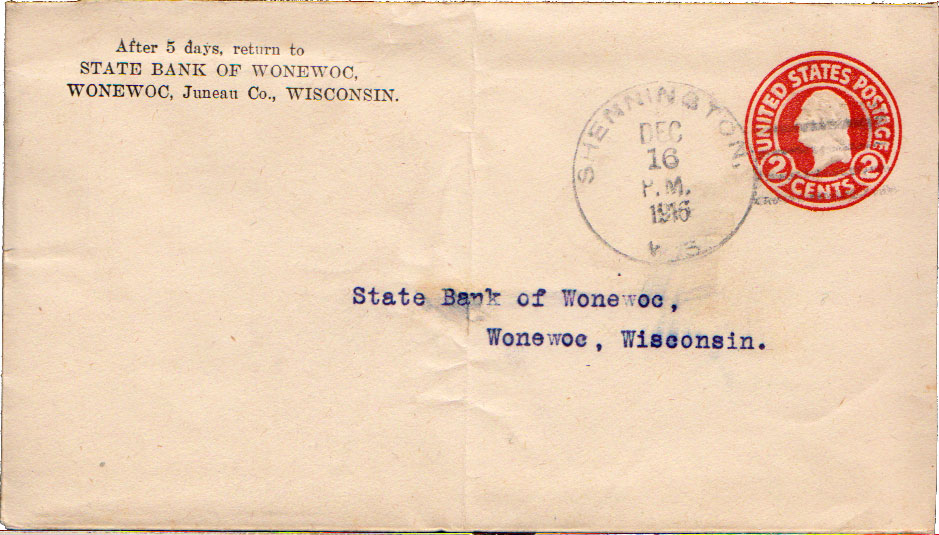 After 5 days, return to
STATE BANK OF WONEWOC,
WONEWOC, Juneau Co., WISCONSIN.
SHENNINGTON,
DEC
16
P.M.
1916
UNITED STATES POSTAGE
2 CENTS 2
State Bank of Wonewoc,
Wonewoc, Wisconsin.